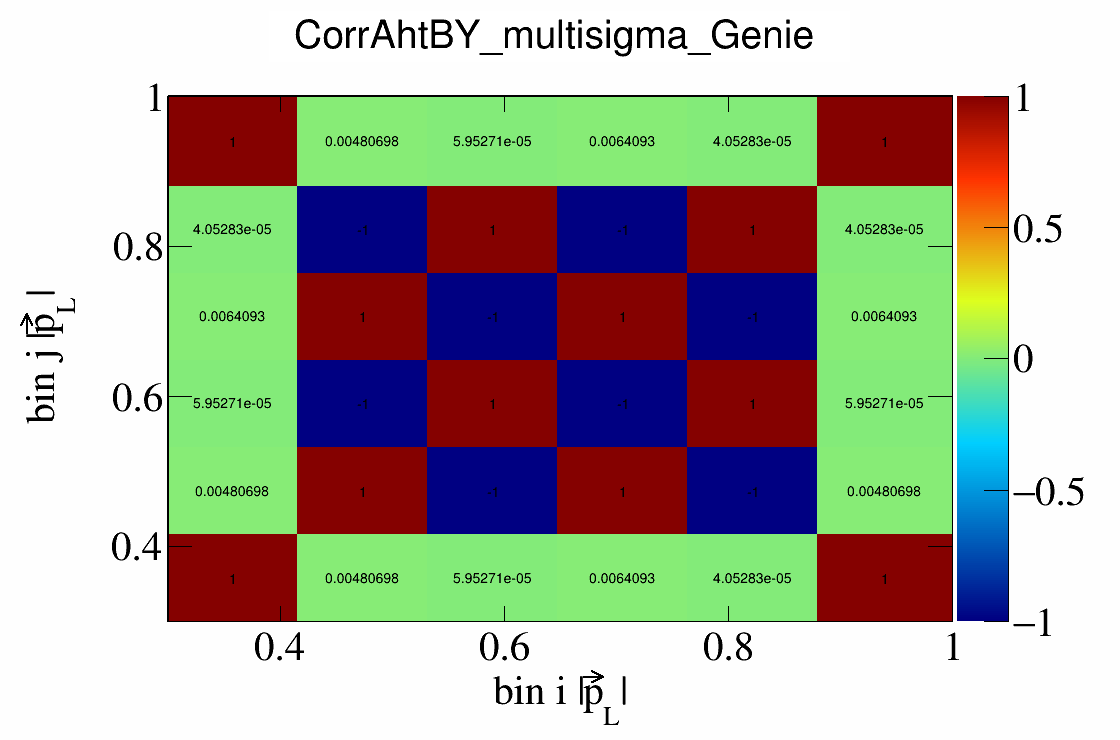 CorrAhtBY_multisigma_Genie
1
1 0.00480698 5.95271e-05 0.0064093 4.05283e-05 1
1
0.8
4.05283e-05 -1 1 -1 1 4.05283e-05
0.5
0.0064093 1 -1 1 -1 0.0064093
0
0.6
5.95271e-05 -1 1 -1 1 5.95271e-05
0.00480698 1 -1 1 -1 0.00480698
−0.5
0.4
1 0.00480698 5.95271e-05 0.0064093 4.05283e-05 1
−1
0.4 0.6 0.8 1
bin i |p⃗_L|
bin j |p⃗_L|